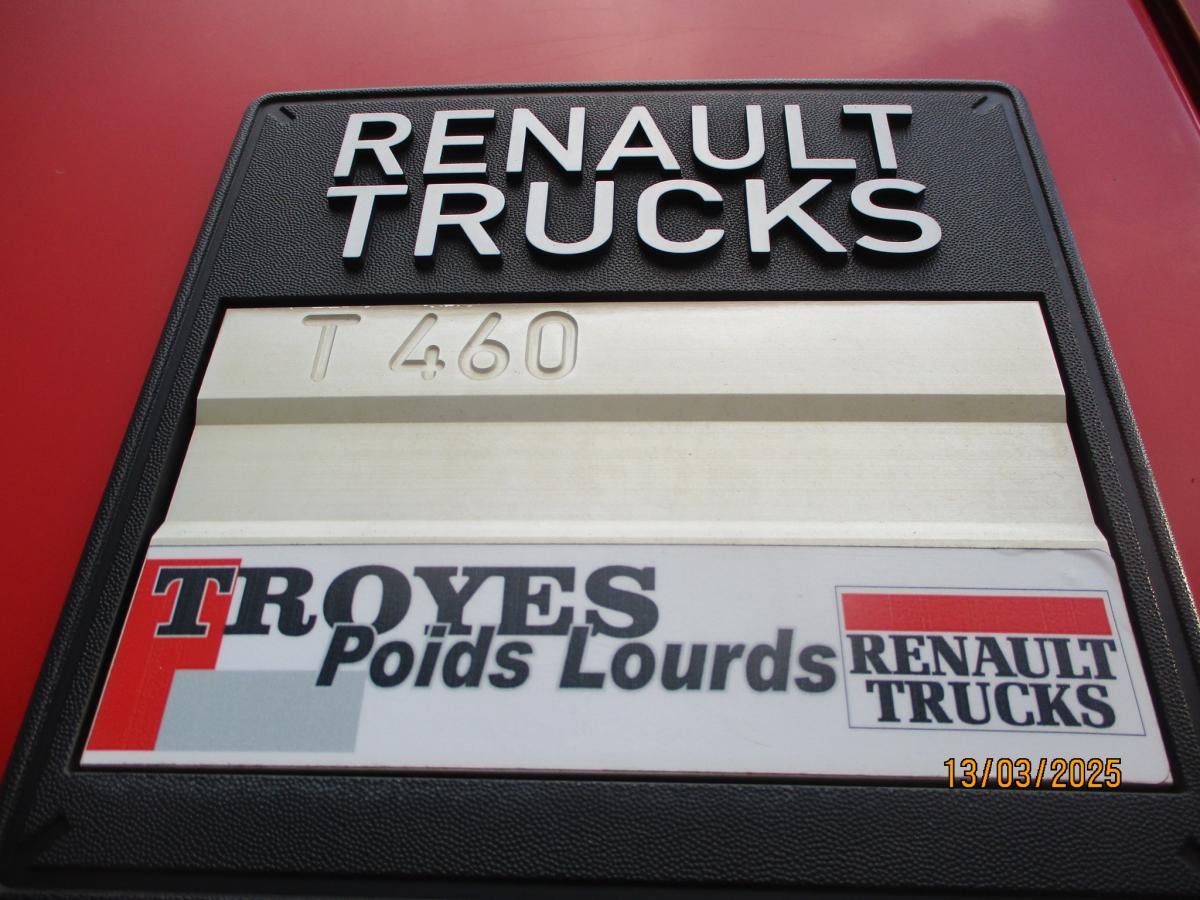 RENAULT
TRUCKS
T 460
TROYES
Poids Lourds
RENAULT
TRUCKS
13/03/2025